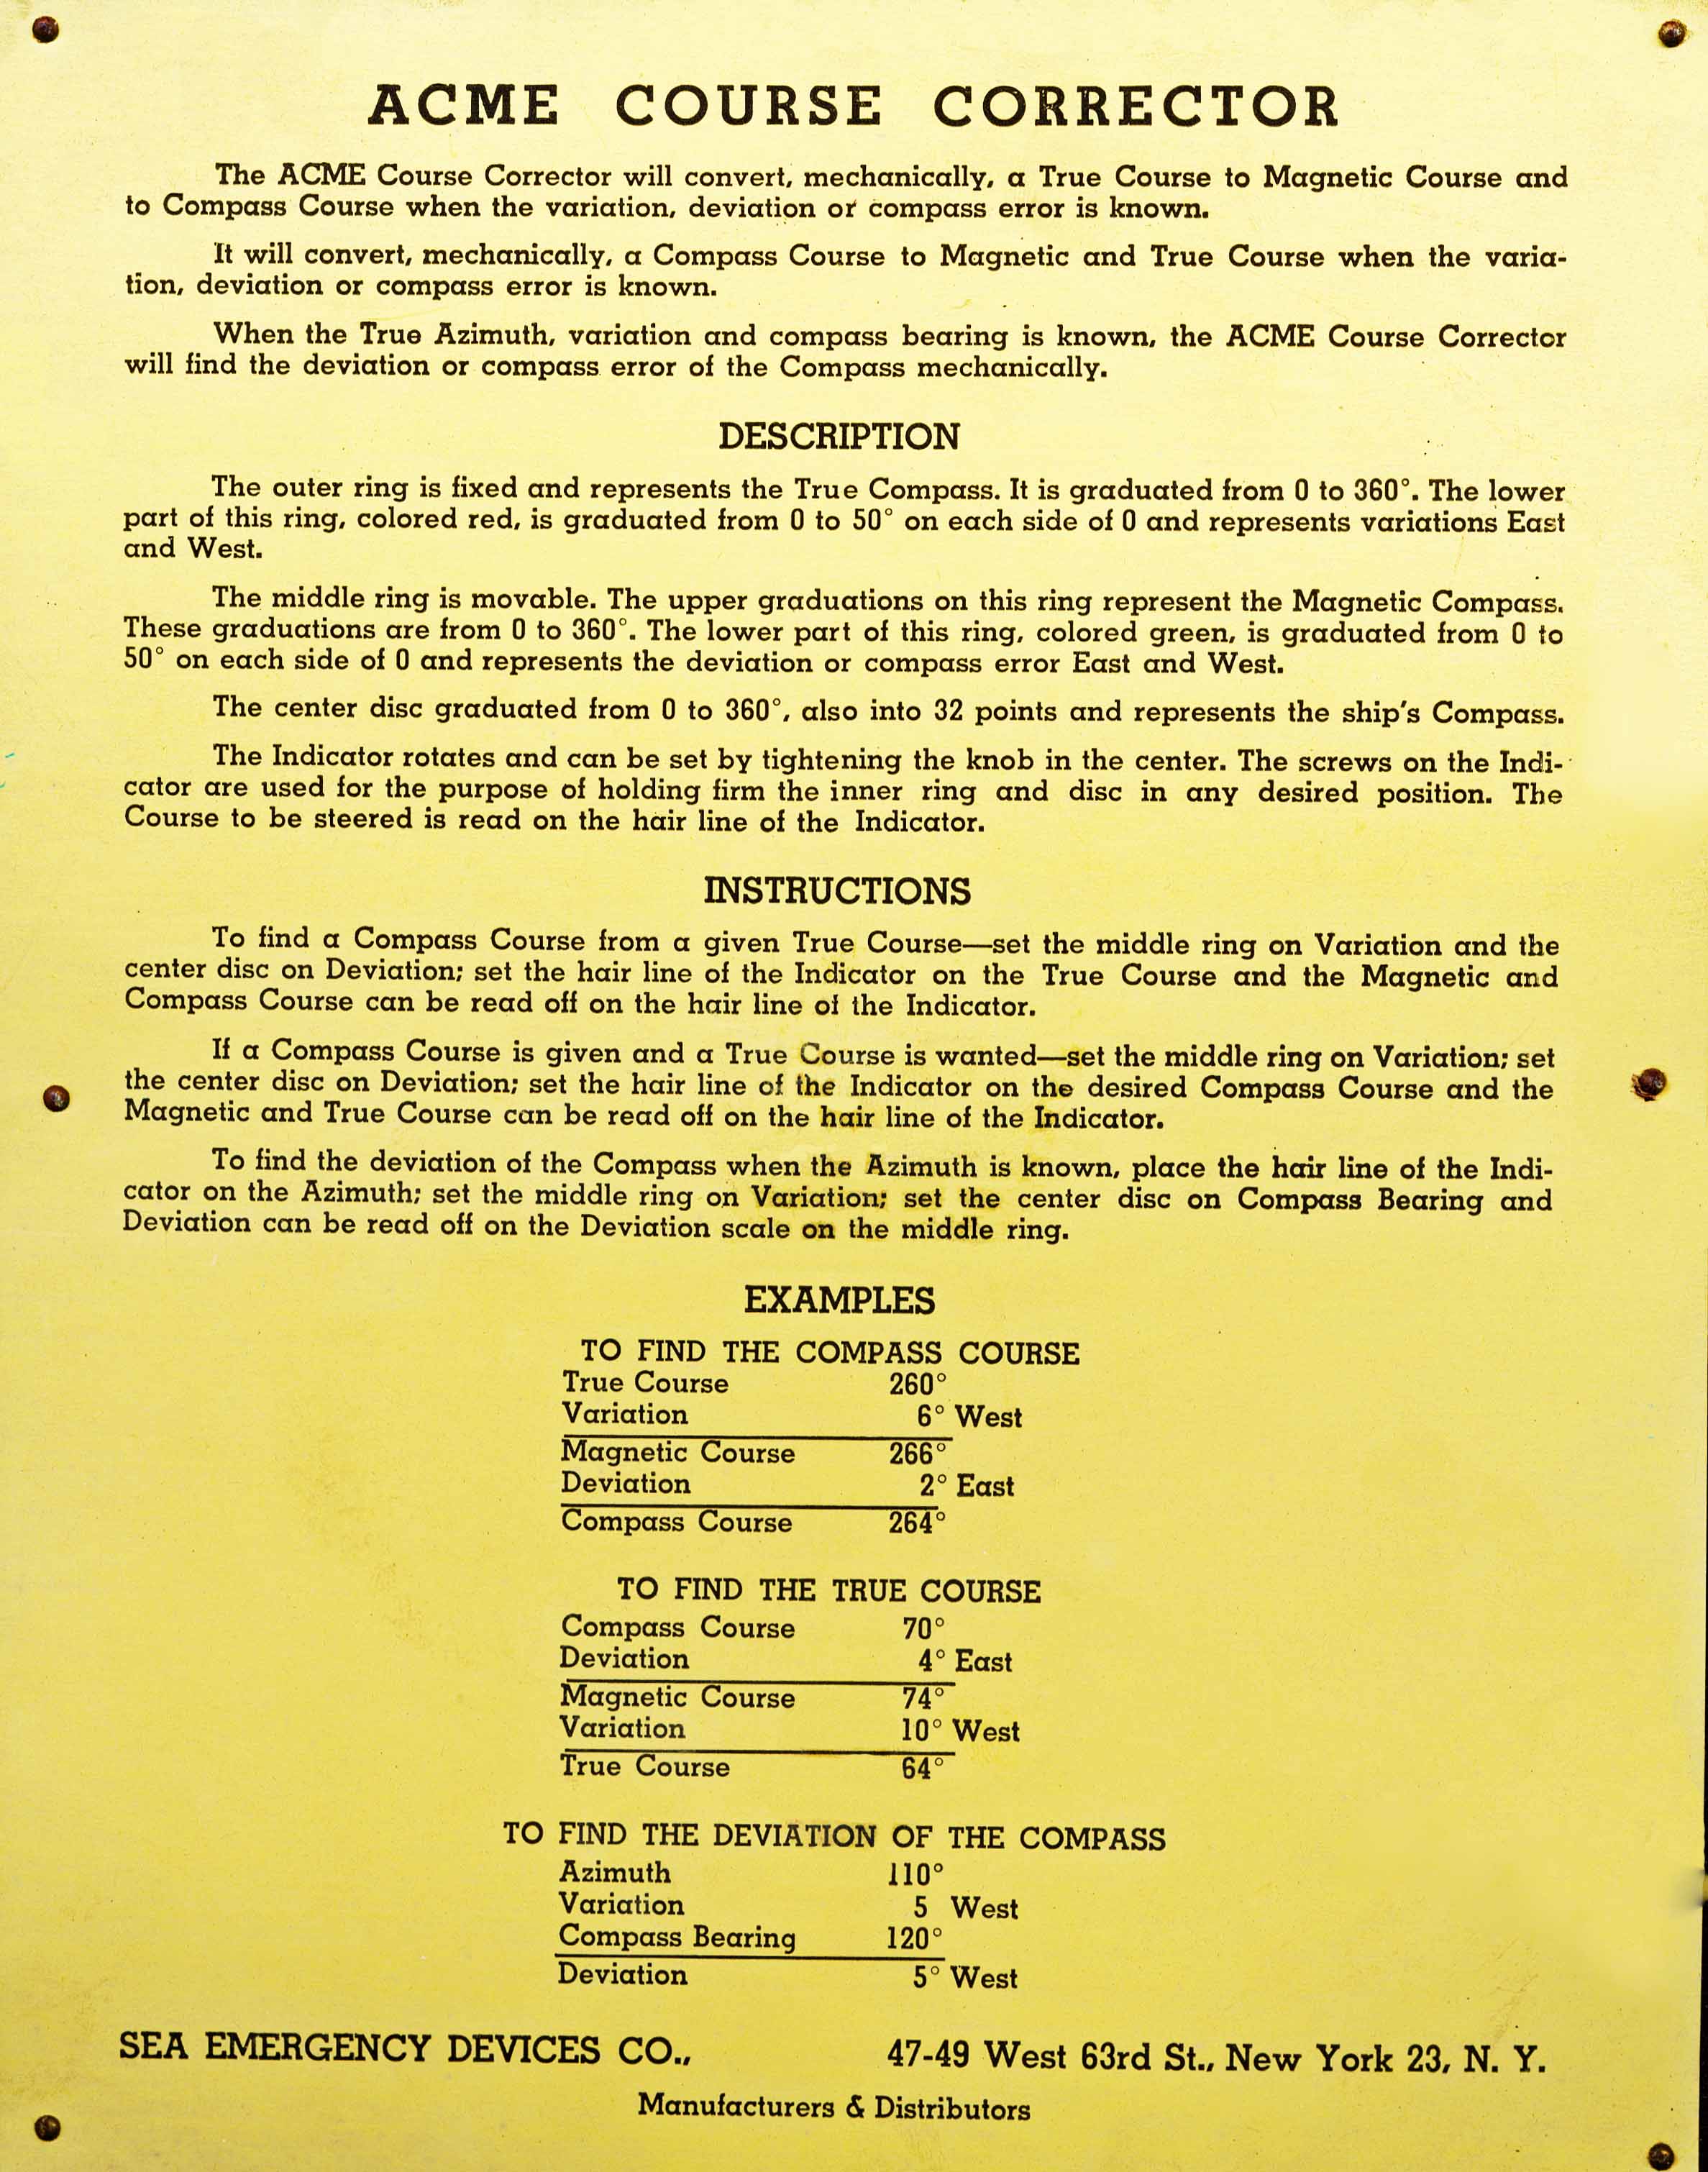 ACME COURSE CORRECTOR
The ACME Course Corrector will convert, mechanically, a True Course to Magnetic Course and
to Compass Course when the variation, deviation or compass error is known.
It will convert, mechanically, a Compass Course to Magnetic and True Course when the varia-
tion, deviation or compass error is known.
When the True Azimuth, variation and compass bearing is known, the ACME Course Corrector
will find the deviation or compass error of the Compass mechanically.
DESCRIPTION
The outer ring is fixed and represents the True Compass. It is graduated from 0 to 360°. The lower
part of this ring, colored red, is graduated from 0 to 50° on each side of 0 and represents variations East
and West.
The middle ring is movable. The upper graduations on this ring represent the Magnetic Compass.
These graduations are from 0 to 360°. The lower part of this ring, colored green, is graduated from 0 to
50° on each side of 0 and represents the deviation or compass error East and West.
The center disc graduated from 0 to 360°, also into 32 points and represents the ship's Compass.
The Indicator rotates and can be set by tightening the knob in the center. The screws on the Indi-
cator are used for the purpose of holding firm the inner ring and disc in any desired position. The
Course to be steered is read on the hair line of the Indicator.
INSTRUCTIONS
To find a Compass Course from a given True Course—set the middle ring on Variation and the
center disc on Deviation; set the hair line of the Indicator on the True Course and the Magnetic and
Compass Course can be read off on the hair line of the Indicator.
If a Compass Course is given and a True Course is wanted—set the middle ring on Variation; set
the center disc on Deviation; set the hair line of the Indicator on the desired Compass Course and the
Magnetic and True Course can be read off on the hair line of the Indicator.
To find the deviation of the Compass when the Azimuth is known, place the hair line of the Indi-
cator on the Azimuth; set the middle ring on Variation; set the center disc on Compass Bearing and
Deviation can be read off on the Deviation scale on the middle ring.
EXAMPLES
TO FIND THE COMPASS COURSE
True Course 260°
Variation 6° West
Magnetic Course 266°
Deviation 2° East
Compass Course 264°
TO FIND THE TRUE COURSE
Compass Course 70°
Deviation 4° East
Magnetic Course 74°
Variation 10° West
True Course 64°
TO FIND THE DEVIATION OF THE COMPASS
Azimuth 110°
Variation 5 West
Compass Bearing 120°
Deviation 5° West
SEA EMERGENCY DEVICES CO., 47-49 West 63rd St., New York 23, N. Y.
Manufacturers & Distributors